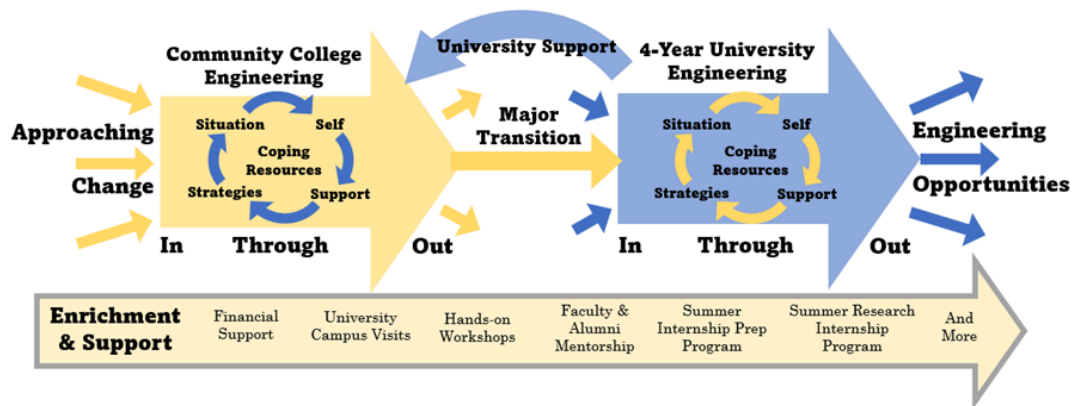 Community College
Engineering
University Support
4-Year University
Engineering
Approaching
Change
Situation
Self
Coping
Resources
Strategies
Support
Major
Transition
Situation
Self
Coping
Resources
Strategies
Support
Engineering
Opportunities
In
Through
Out
In
Through
Out
Enrichment
& Support
Financial
Support
University
Campus Visits
Hands-on
Workshops
Faculty &
Alumni
Mentorship
Summer
Internship Prep
Program
Summer Research
Internship
Program
And
More